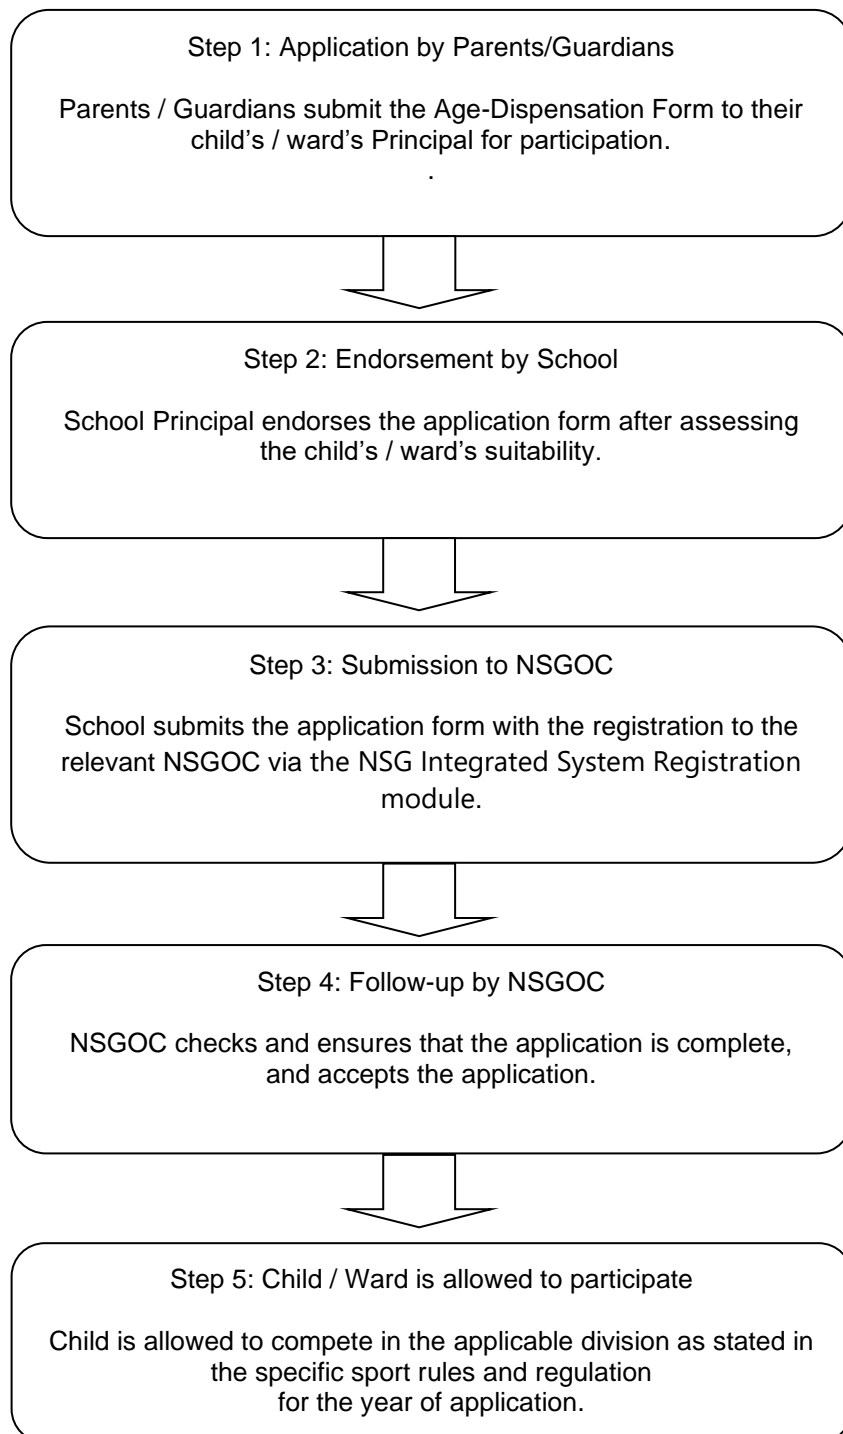 Step 1: Application by Parents/Guardians
Parents / Guardians submit the Age-Dispensation Form to their
child’s / ward’s Principal for participation.
.
Step 2: Endorsement by School
School Principal endorses the application form after assessing
the child’s / ward’s suitability.
Step 3: Submission to NSGOC
School submits the application form with the registration to the
relevant NSGOC via the NSG Integrated System Registration
module.
Step 4: Follow-up by NSGOC
NSGOC checks and ensures that the application is complete,
and accepts the application.
Step 5: Child / Ward is allowed to participate
Child is allowed to compete in the applicable division as stated in
the specific sport rules and regulation
for the year of application.